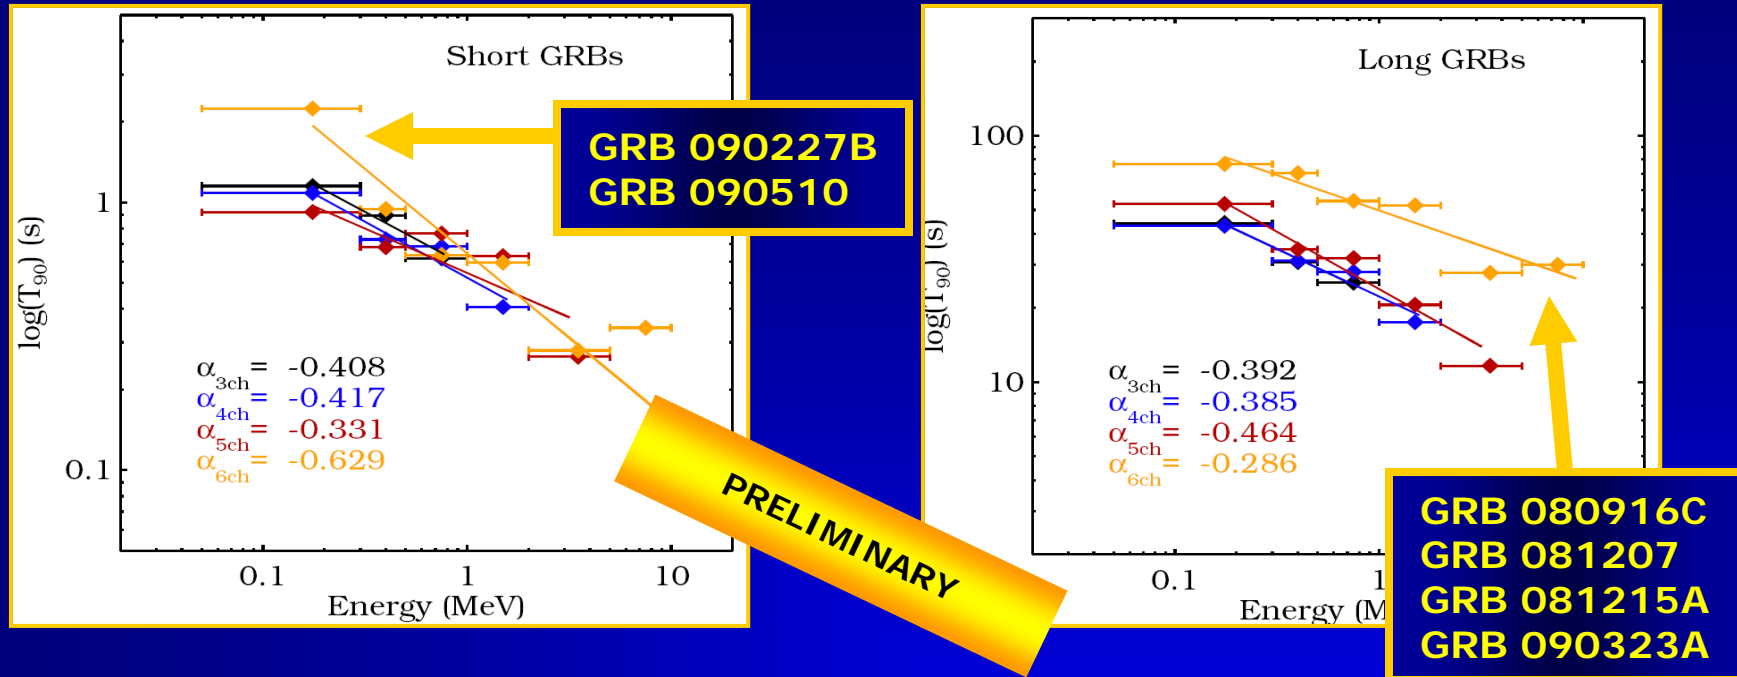 Short GRBs
GRB 090227B
GRB 090510
1
0.1
log(T90) (s)
α3ch= -0.408
α4ch= -0.417
α5ch= -0.331
α6ch= -0.629
0.1 1 10
Energy (MeV)
PRELIMINARY
Long GRBs
100
10
log(T90) (s)
α3ch= -0.392
α4ch= -0.385
α5ch= -0.464
α6ch= -0.286
0.1 1
Energy (M
GRB 080916C
GRB 081207
GRB 081215A
GRB 090323A